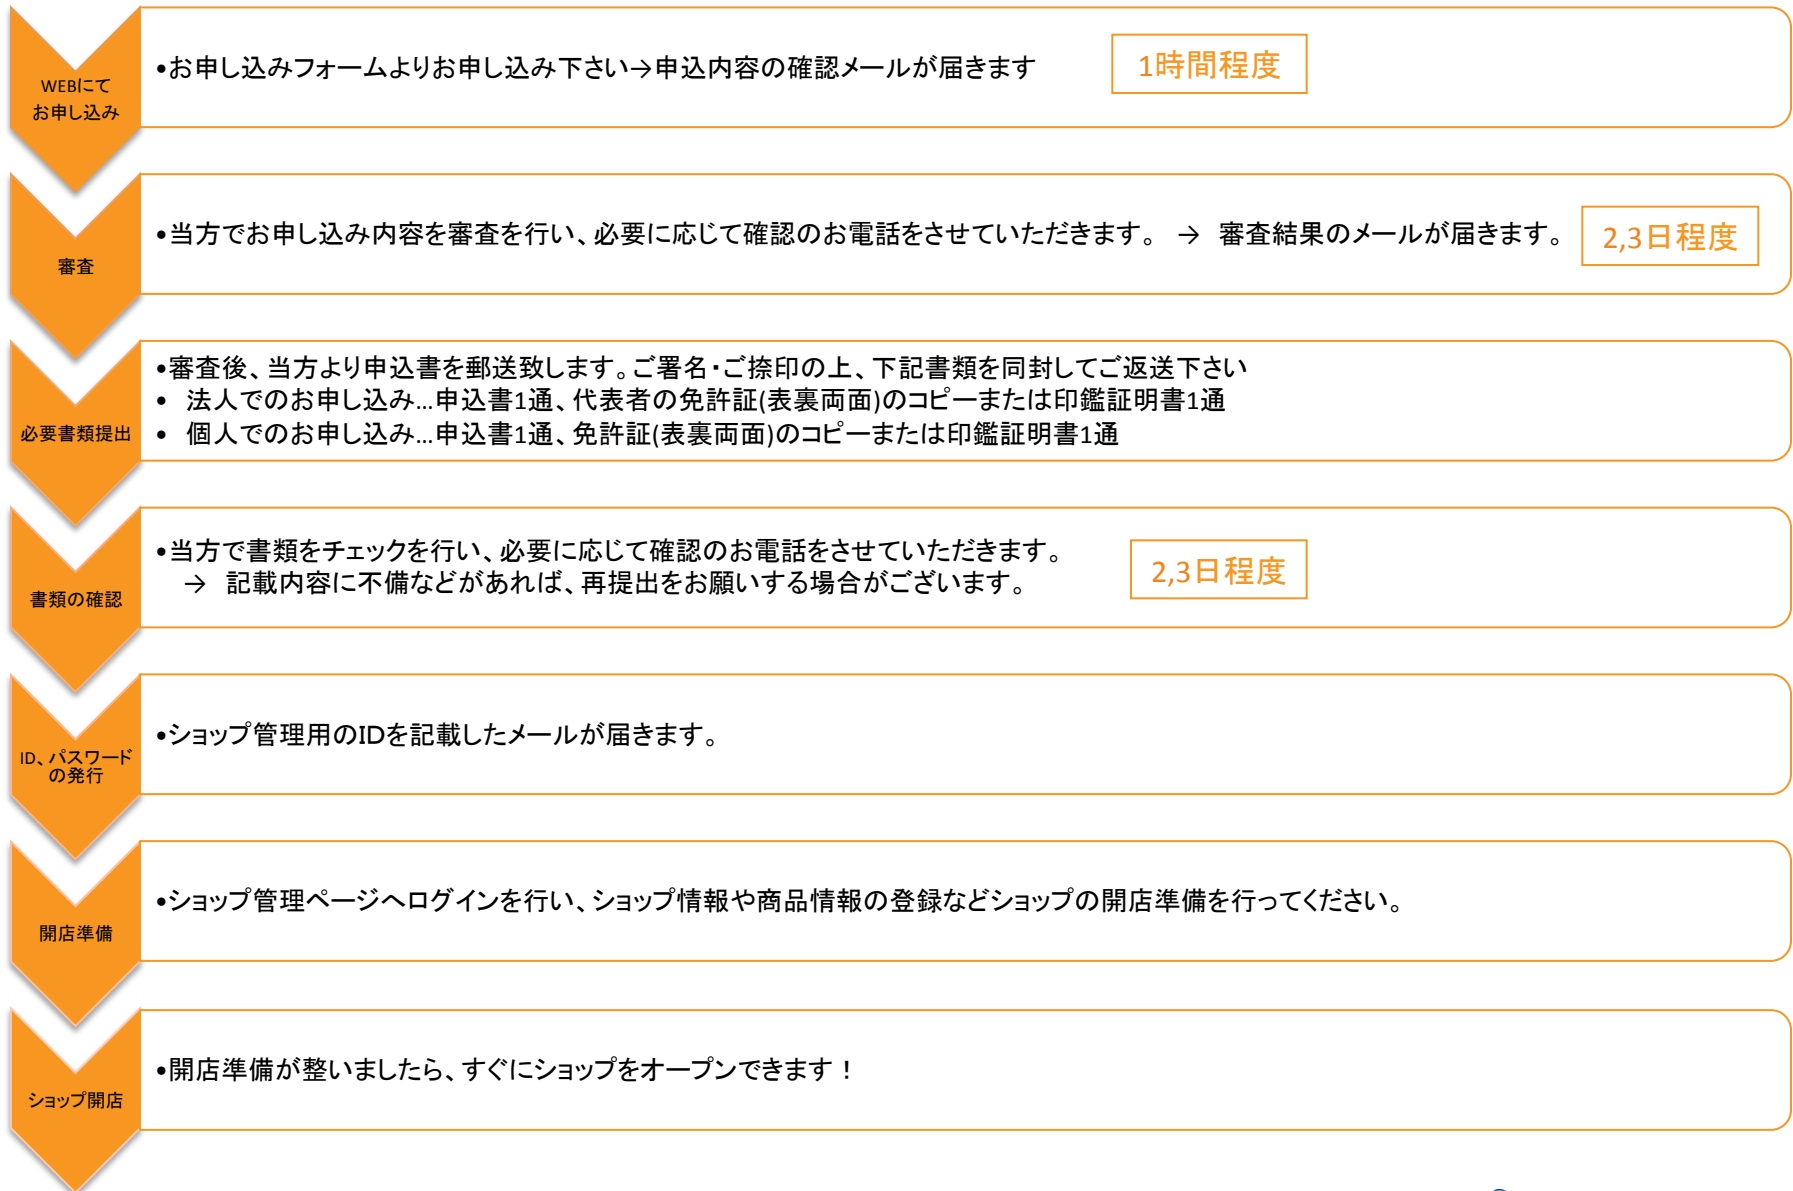 WEBにて
お申し込み
•お申し込みフォームよりお申し込み下さい→申込内容の確認メールが届きます
1時間程度
審査
•当方でお申し込み内容を審査を行い、必要に応じて確認のお電話をさせていただきます。 → 審査結果のメールが届きます。
2,3日程度
必要書類提出
•審査後、当方より申込書を郵送致します。ご署名・ご捺印の上、下記書類を同封してご返送下さい
• 法人でのお申し込み…申込書1通、代表者の免許証(表裏両面)のコピーまたは印鑑証明書1通
• 個人でのお申し込み…申込書1通、免許証(表裏両面)のコピーまたは印鑑証明書1通
書類の確認
•当方で書類をチェックを行い、必要に応じて確認のお電話をさせていただきます。
→ 記載内容に不備などがあれば、再提出をお願いする場合がございます。
2,3日程度
ID、パスワード
の発行
•ショップ管理用のIDを記載したメールが届きます。
開店準備
•ショップ管理ページへログインを行い、ショップ情報や商品情報の登録などショップの開店準備を行ってください。
ショップ開店
•開店準備が整いましたら、すぐにショップをオープンできます！